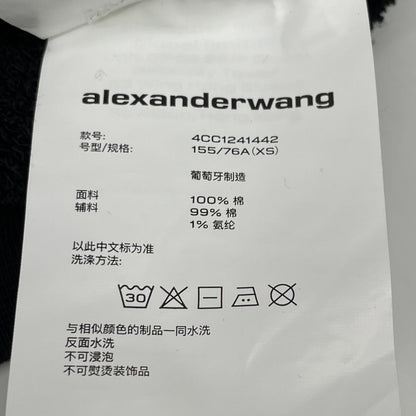 alexanderwang
款号: 4CC1241442
号型/规格: 155/76A(XS)
葡萄牙制造
面料 100% 棉
辅料 99% 棉
1% 氨纶
以此中文标为准
洗涤方法:
30
与相似颜色的制品一同水洗
反面水洗
不可浸泡
不可熨烫装饰品